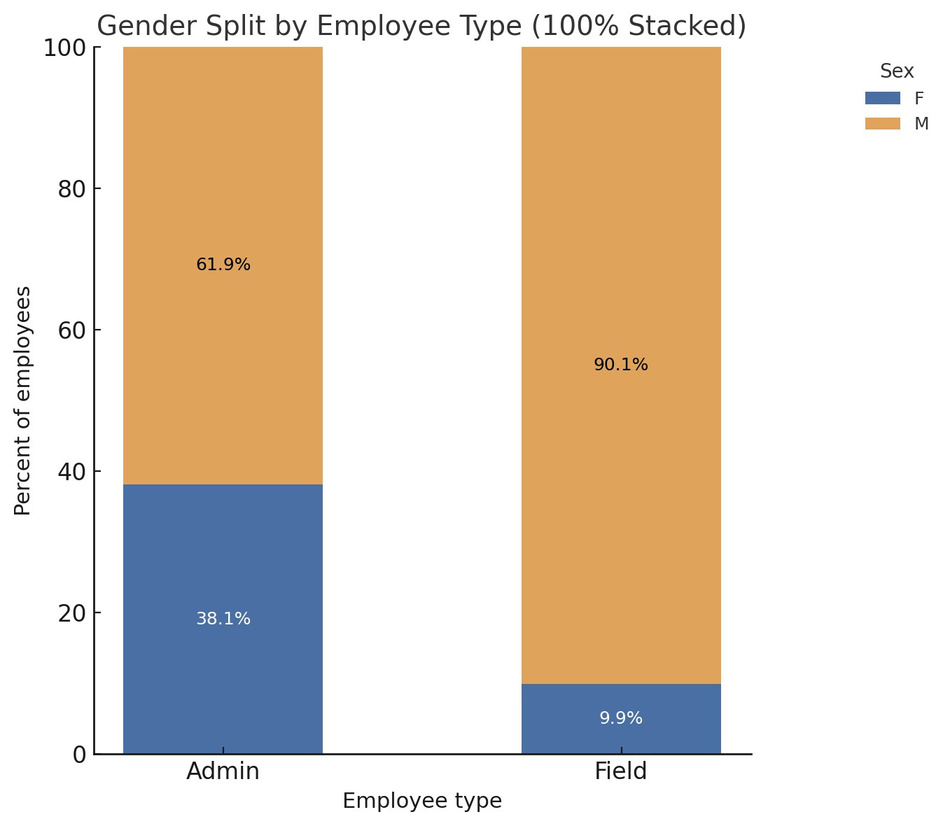 Gender Split by Employee Type (100% Stacked)
Sex
F
M
Percent of employees
100
80
60
40
20
0
61.9%
90.1%
38.1%
9.9%
Admin
Field
Employee type